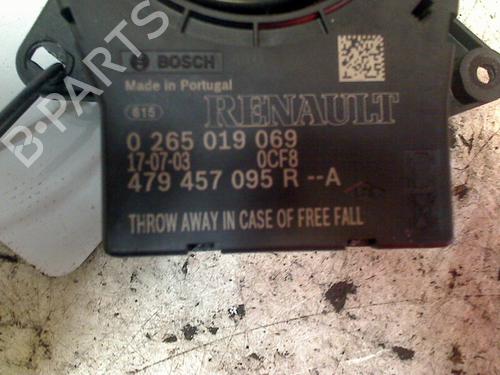 BOSCH
Made in Portugal
615 RENAULT
0 265 019 069
17-07-03 0CF8
479 457 095 R --A
THROW AWAY IN CASE OF FREE FALL
B-PARTS